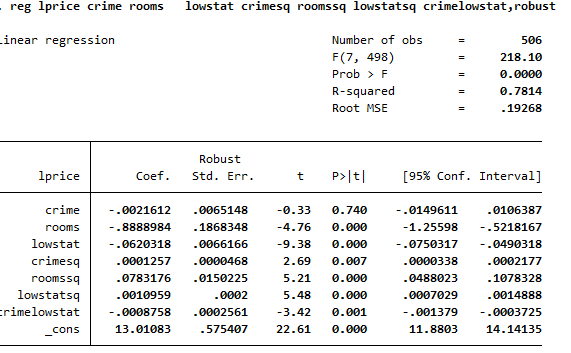 . reg lprice crime rooms lowstat crimesq roomssq lowstatsq crimelowstat,robust
inear regression Number of obs = 506
F(7, 498) = 218.10
Prob > F = 0.0000
R-squared = 0.7814
Root MSE = .19268
Robust
lprice Coef. Std. Err. t P>|t| [95% Conf. Interval]
crime -.0021612 .0065148 -0.33 0.740 -.0149611 .0106387
rooms -.8888984 .1868348 -4.76 0.000 -1.25598 -.5218167
lowstat -.0620318 .0066166 -9.38 0.000 -.0750317 -.0490318
crimesq .0001257 .0000468 2.69 0.007 .0000338 .0002177
roomssq .0783176 .0150225 5.21 0.000 .0488023 .1078328
lowstatsq .0010959 .0002 5.48 0.000 .0007029 .0014888
crimelowstat -.0008758 .0002561 -3.42 0.001 -.001379 -.0003725
_cons 13.01083 .575407 22.61 0.000 11.8803 14.14135